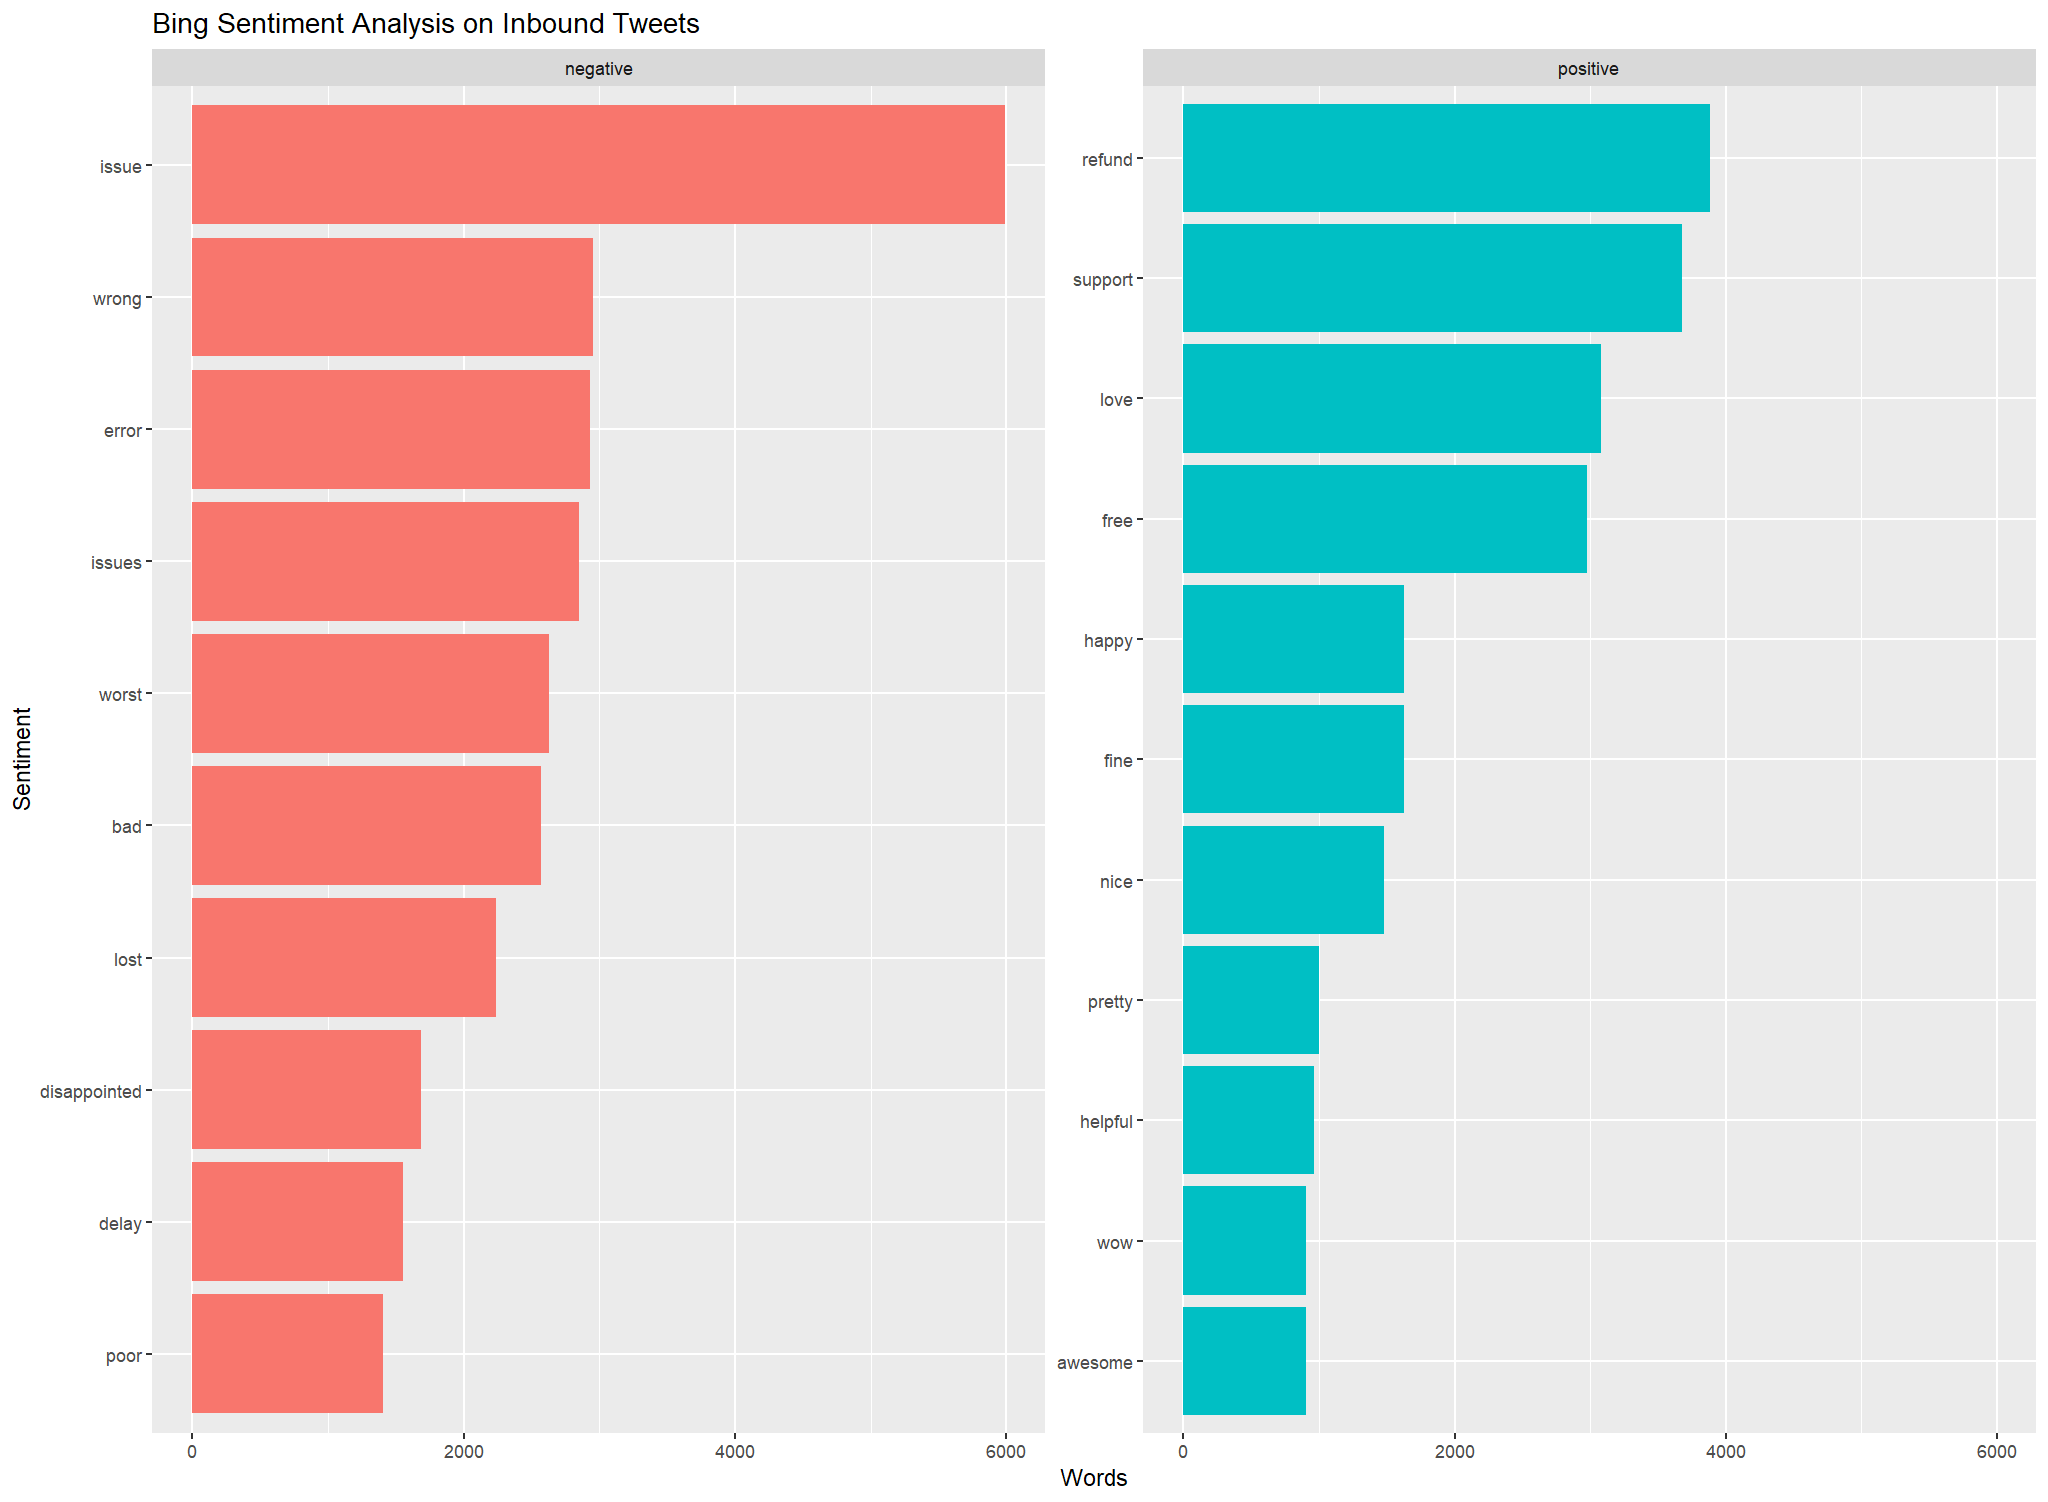 Bing Sentiment Analysis on Inbound Tweets
negative
issue
wrong
error
issues
worst
bad
lost
disappointed
delay
poor
0 2000 4000 6000
positive
refund
support
love
free
happy
fine
nice
pretty
helpful
wow
awesome
0 2000 4000 6000
Words
Sentiment